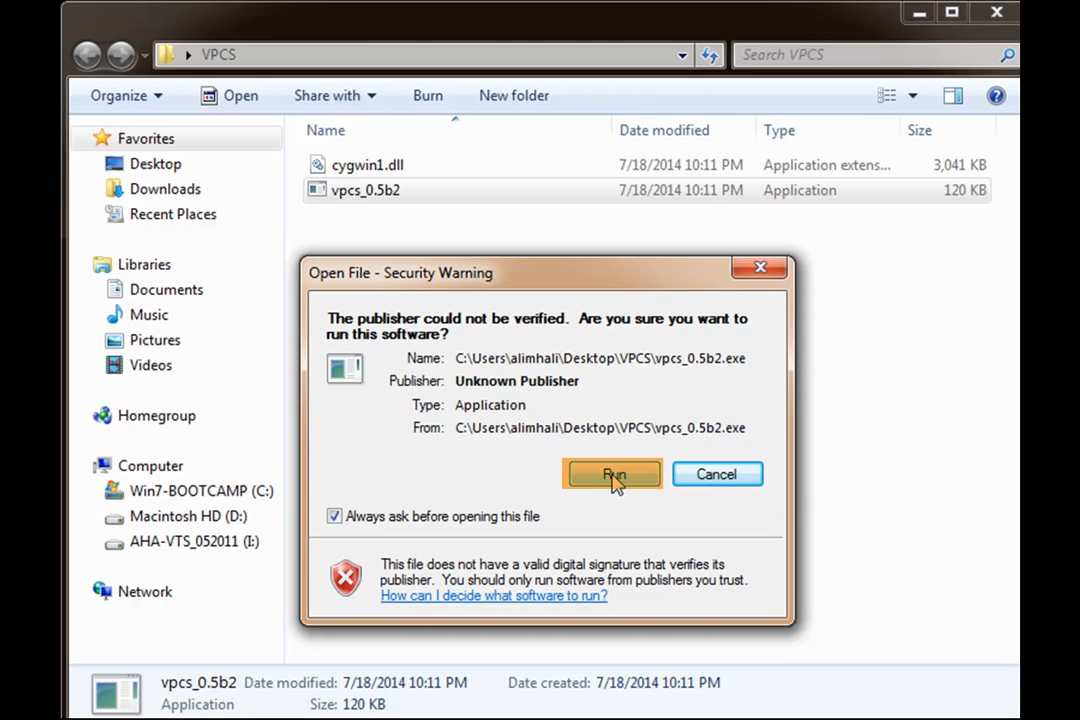 VPCS
Search VPCS
Organize
Open
Share with
Burn
New folder
Name
Date modified
Type
Size
Favorites
Desktop
Downloads
Recent Places
Libraries
Documents
Music
Pictures
Videos
Homegroup
Computer
Win7-BOOTCAMP (C:)
Macintosh HD (D:)
AHA-VTS_052011 (I:)
Network
cygwin1.dll 7/18/2014 10:11 PM Application extens... 3,041 KB
vpcs_0.5b2 7/18/2014 10:11 PM Application 120 KB
Open File - Security Warning
The publisher could not be verified. Are you sure you want to
run this software?
Name: C:\Users\alimhali\Desktop\VPCS\vpcs_0.5b2.exe
Publisher: Unknown Publisher
Type: Application
From: C:\Users\alimhali\Desktop\VPCS\vpcs_0.5b2.exe
Run
Cancel
Always ask before opening this file
This file does not have a valid digital signature that verifies its
publisher. You should only run software from publishers you trust.
How can I decide what software to run?
vpcs_0.5b2 Date modified: 7/18/2014 10:11 PM Date created: 7/18/2014 10:11 PM
Application Size: 120 KB